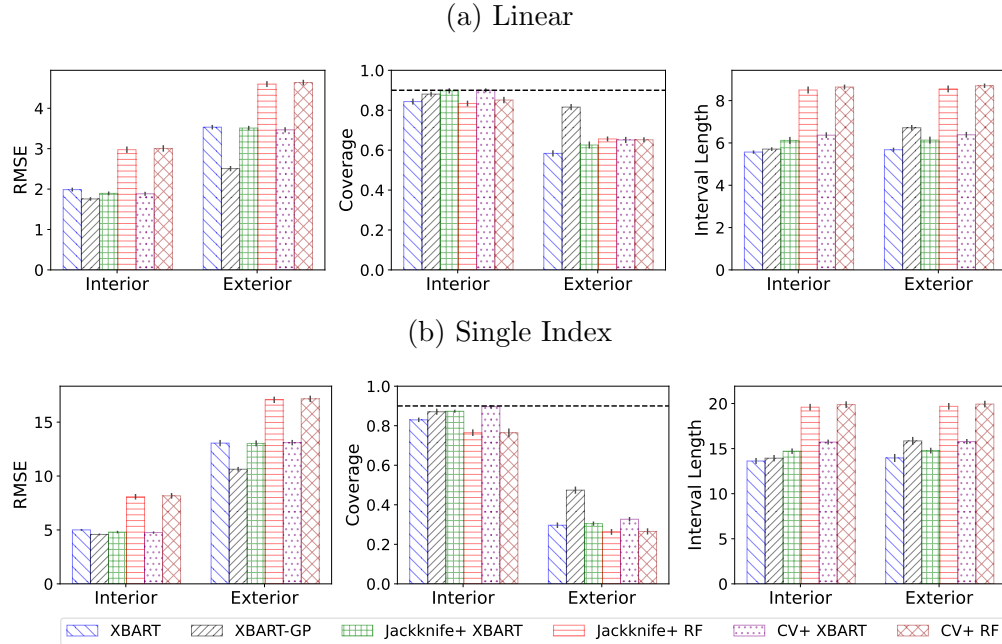 (a) Linear
RMSE
4
3
2
1
0
Interior Exterior
Coverage
1.0
0.8
0.6
0.4
0.2
0.0
Interior Exterior
Interval Length
8
6
4
2
0
Interior Exterior
(b) Single Index
RMSE
15
10
5
0
Interior Exterior
Coverage
1.0
0.8
0.6
0.4
0.2
0.0
Interior Exterior
Interval Length
20
15
10
5
0
Interior Exterior
XBART XBART-GP Jackknife+ XBART Jackknife+ RF CV+ XBART CV+ RF